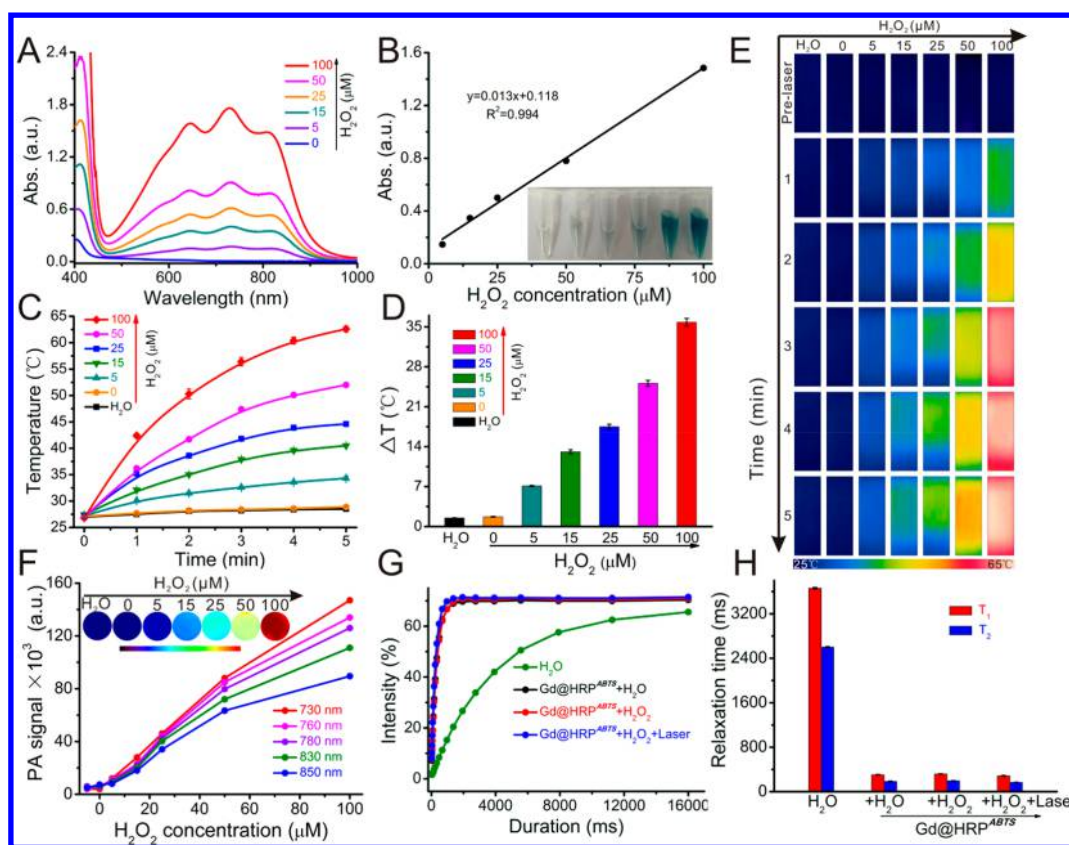 A
2.4
1.8
1.2
0.6
0.0
Abs. (a.u.)
400 600 800 1000
Wavelength (nm)
100
50
25
15
5
0
H₂O₂ (μM)
B
1.6
1.2
0.8
0.4
0.0
Abs. (a.u.)
y=0.013x+0.118
R²=0.994
0 25 50 75 100
H₂O₂ concentration (μM)
C
65
60
55
50
45
40
35
30
25
Temperature (℃)
100
50
25
15
5
0
H₂O
H₂O₂ (μM)
0 1 2 3 4 5
Time (min)
D
35
28
21
14
7
0
△T (℃)
100
50
25
15
5
0
H₂O
H₂O₂ (μM)
H₂O 0 5 15 25 50 100
H₂O₂ (μM)
E
H₂O₂ (μM)
H₂O 0 5 15 25 50 100
Pre-laser
1
2
3
4
5
Time (min)
25℃ 65℃
F
160
120
80
40
0
PA signal ×10³ (a.u.)
H₂O₂ (μM)
H₂O 0 5 15 25 50 100
730 nm
760 nm
780 nm
830 nm
850 nm
0 20 40 60 80 100
H₂O₂ concentration (μM)
G
80
60
40
20
0
Intensity (%)
H₂O
Gd@HRPᴬᴮᵀˢ+H₂O
Gd@HRPᴬᴮᵀˢ+H₂O₂
Gd@HRPᴬᴮᵀˢ+H₂O₂+Laser
0 4000 8000 12000 16000
Duration (ms)
H
3600
2700
1800
900
0
Relaxation time (ms)
T₁
T₂
H₂O +H₂O +H₂O₂ +H₂O₂+Laser
Gd@HRPᴬᴮᵀˢ